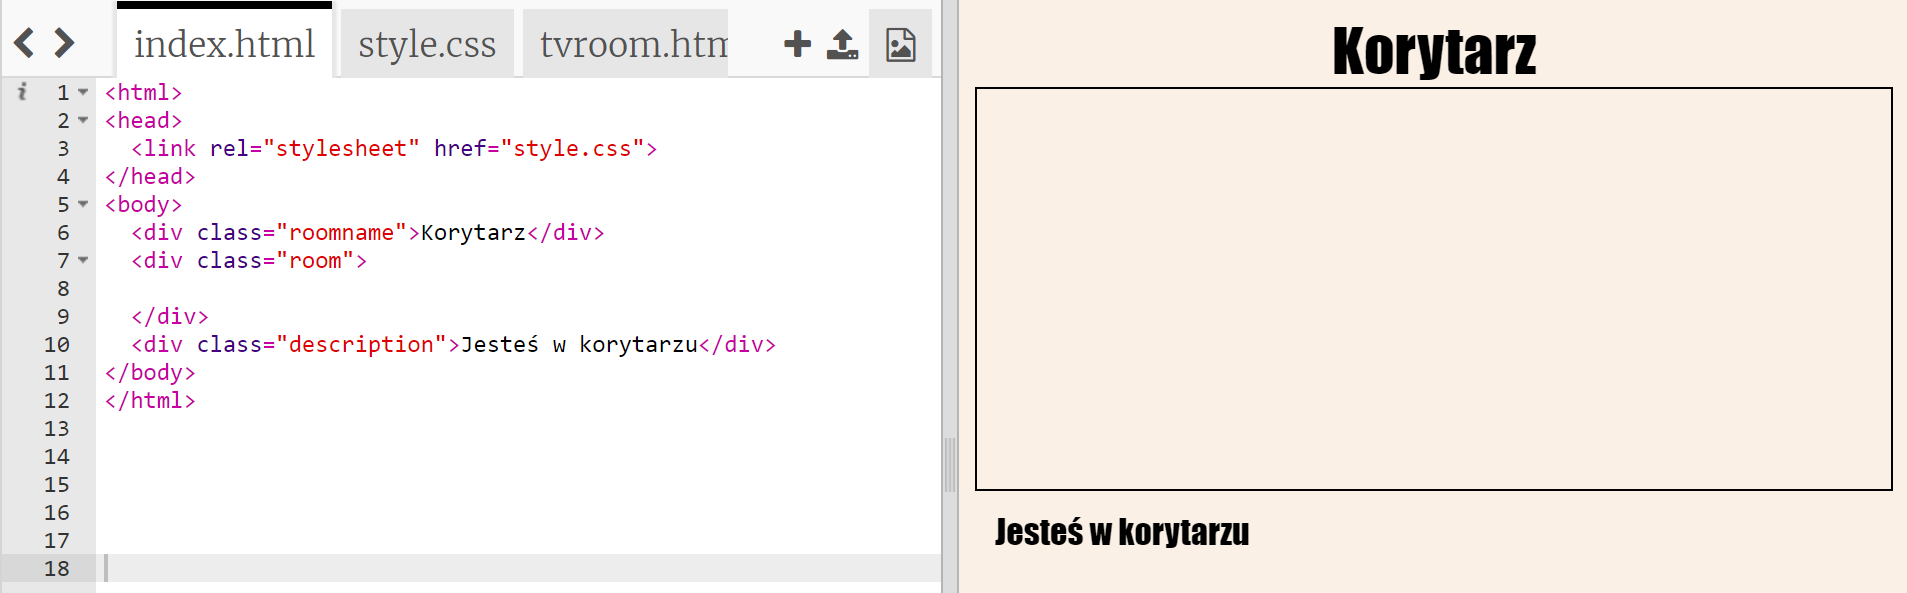 index.html style.css tvroom.htm
i 1 <html>
2 <head>
3 <link rel="stylesheet" href="style.css">
4 </head>
5 <body>
6 <div class="roomname">Korytarz</div>
7 <div class="room">
8
9 </div>
10 <div class="description">Jesteś w korytarzu</div>
11 </body>
12 </html>
13
14
15
16
17
18
Korytarz
Jesteś w korytarzu